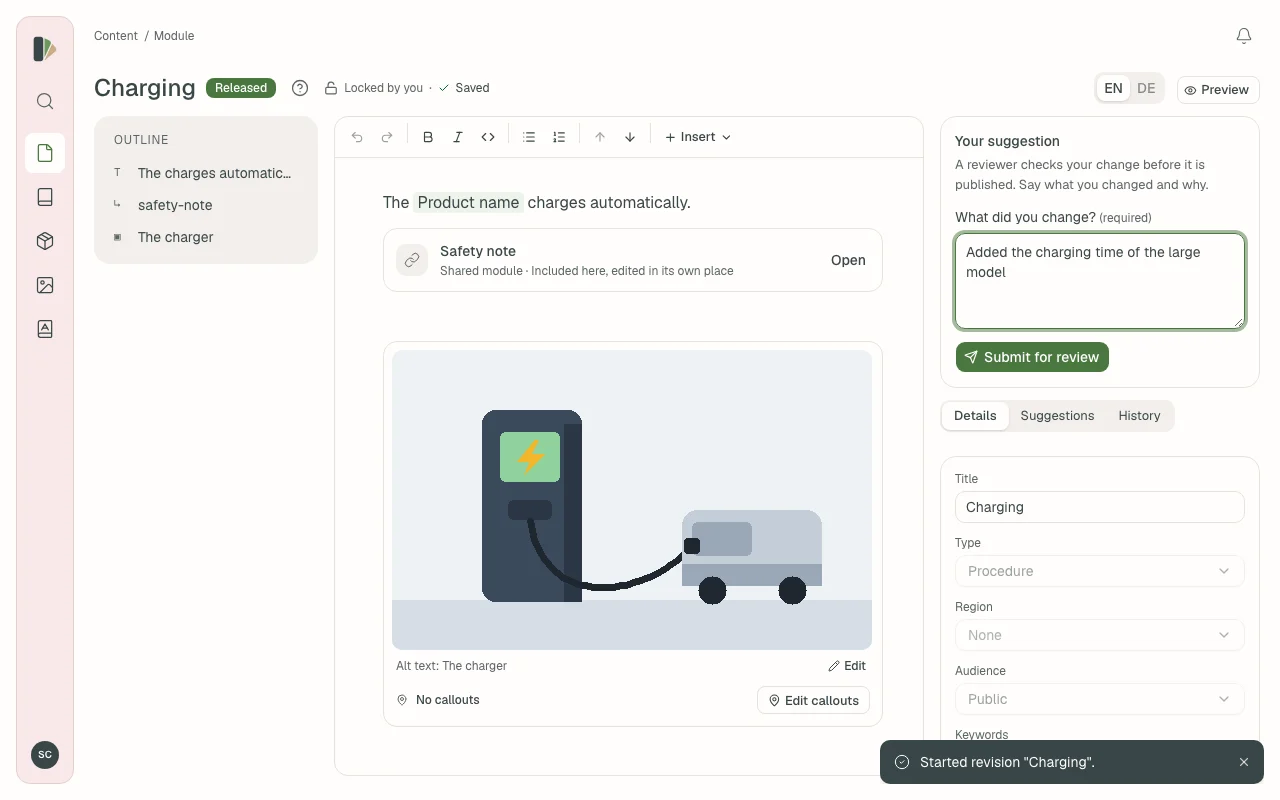 Content / Module
Charging
Released
Locked by you · Saved
EN
DE
Preview
OUTLINE
The charges automatic…
safety-note
The charger
Insert
The Product name charges automatically.
Safety note
Shared module · Included here, edited in its own place
Open
Alt text: The charger
Edit
No callouts
Edit callouts
Your suggestion
A reviewer checks your change before it is
published. Say what you changed and why.
What did you change? (required)
Added the charging time of the large
model
Submit for review
Details
Suggestions
History
Title
Charging
Type
Procedure
Region
None
Audience
Public
Keywords
Started revision "Charging".
SC